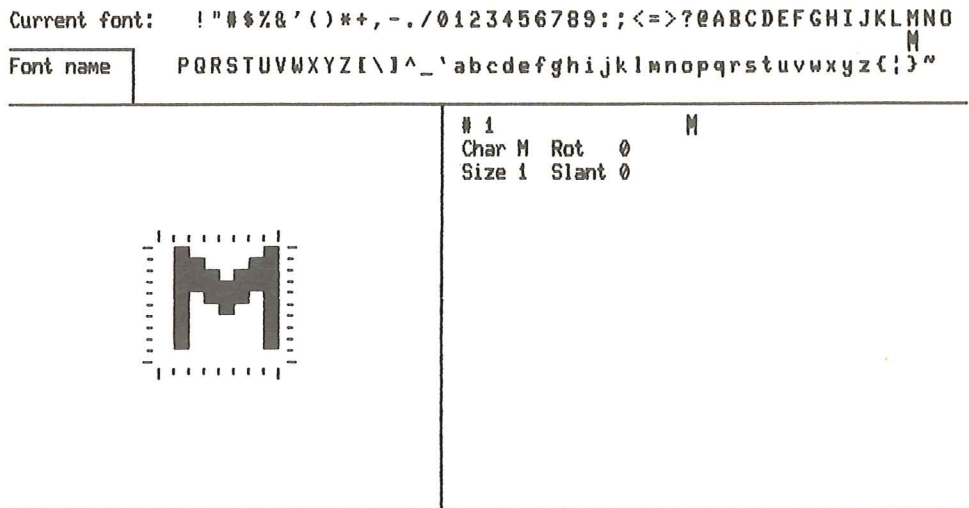 Current font: !"#$%&'()*+,-./0123456789:;<=>?@ABCDEFGHIJKLMNO
M
Font name PQRSTUVWXYZ[\]^_`abcdefghijklmnopqrstuvwxyz{¦}~
# 1 M
Char M Rot 0
Size 1 Slant 0
M